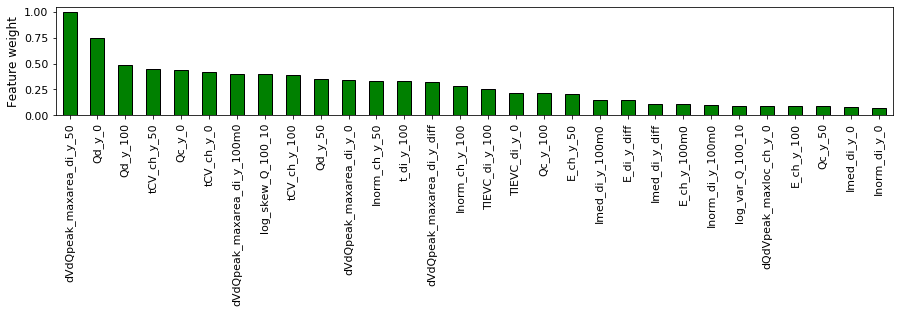 Feature weight
1.00
0.75
0.50
0.25
0.00
dVdQpeak_maxarea_di_y_50
Qd_y_0
Qd_y_100
tCV_ch_y_50
Qc_y_0
tCV_ch_y_0
dVdQpeak_maxarea_di_y_100m0
log_skew_Q_100_10
tCV_ch_y_100
Qd_y_50
dVdQpeak_maxarea_di_y_0
Inorm_ch_y_50
t_di_y_100
dVdQpeak_maxarea_di_y_diff
Inorm_ch_y_100
TIEVC_di_y_100
TIEVC_di_y_0
Qc_y_100
E_ch_y_50
Imed_di_y_100m0
E_di_y_diff
Imed_di_y_diff
E_ch_y_100m0
Inorm_di_y_100m0
log_var_Q_100_10
dQdVpeak_maxloc_ch_y_0
E_ch_y_100
Qc_y_50
Imed_di_y_0
Inorm_di_y_0